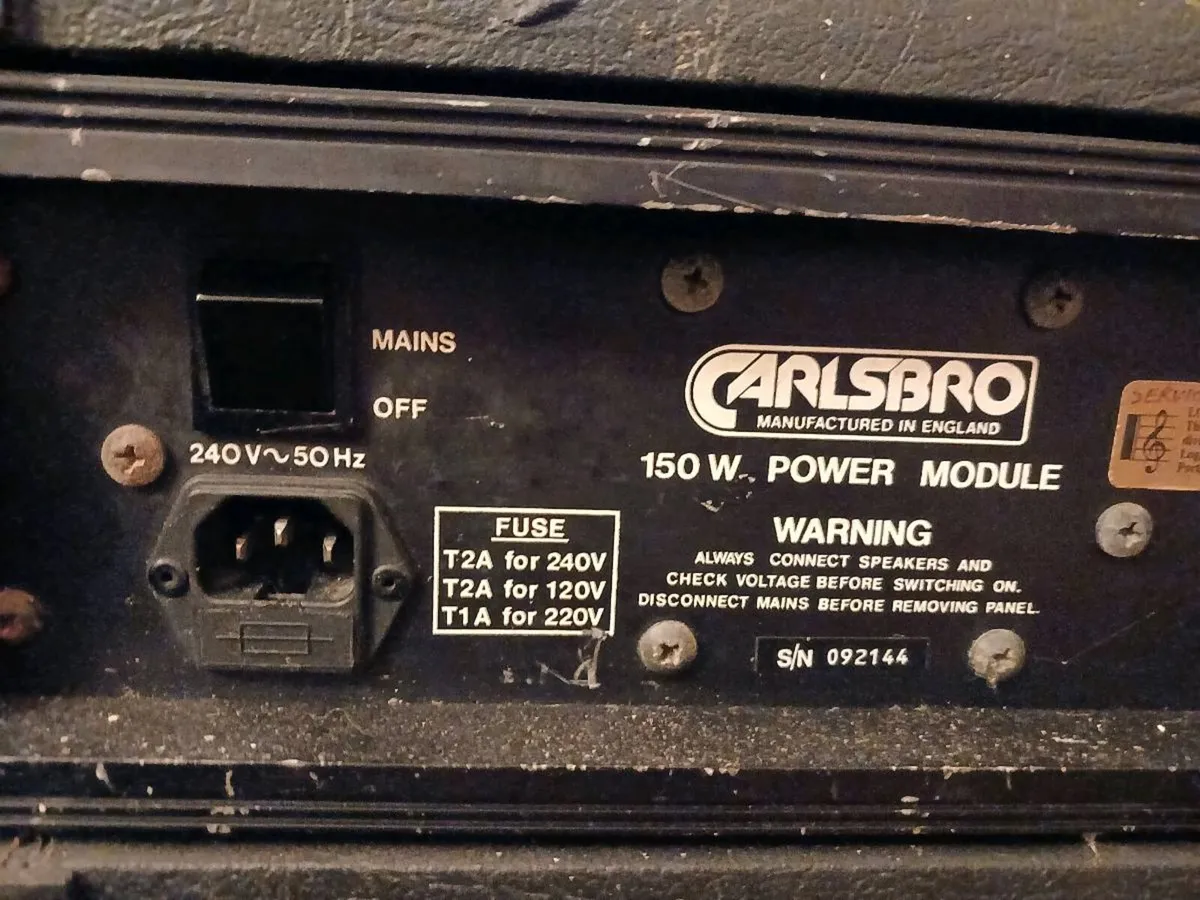 MAINS
OFF
240V~50Hz
FUSE
T2A for 240V
T2A for 120V
T1A for 220V
CARLSBRO
MANUFACTURED IN ENGLAND
150W POWER MODULE
WARNING
ALWAYS CONNECT SPEAKERS AND
CHECK VOLTAGE BEFORE SWITCHING ON.
DISCONNECT MAINS BEFORE REMOVING PANEL.
S/N 092144